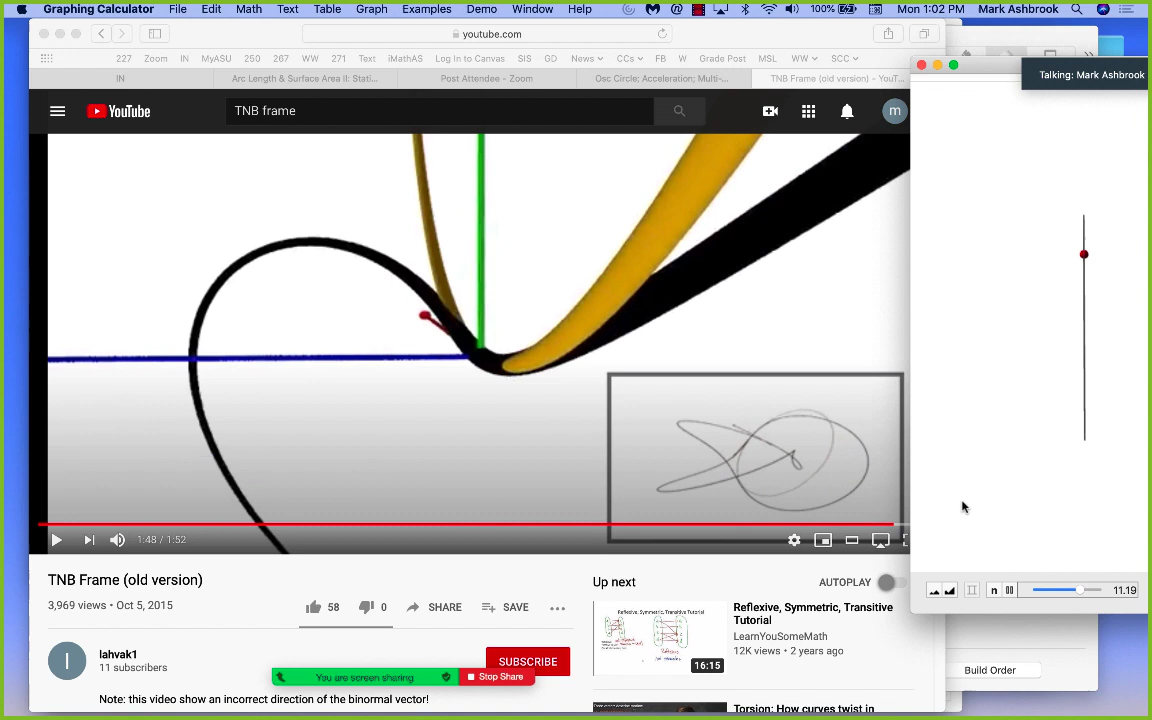 Graphing Calculator File Edit Math Text Table Graph Examples Demo Window Help 100% Mon 1:02 PM Mark Ashbrook
youtube.com
227 Zoom IN MyASU 250 267 WW 271 Text iMathAS Log In to Canvas SIS GD News CCs FB W Grade Post MSL WW SCC
IN Arc Length & Surface Area II: Stati... Post Attendee - Zoom Osc Circle; Acceleration; Multi-... TNB Frame (old version) - YouT...
Talking: Mark Ashbrook
YouTube TNB frame m
1:48 / 1:52
TNB Frame (old version)
3,969 views • Oct 5, 2015
58 0 SHARE SAVE
l
lahvak1
11 subscribers
SUBSCRIBE
You are screen sharing Stop Share
Note: this video show an incorrect direction of the binormal vector!
Up next AUTOPLAY
Reflexive, Symmetric, Transitive Tutorial
16:15
Reflexive, Symmetric, Transitive
Tutorial
LearnYouSomeMath
12K views • 2 years ago
Torsion: How curves twist in
n 11.19
Build Order